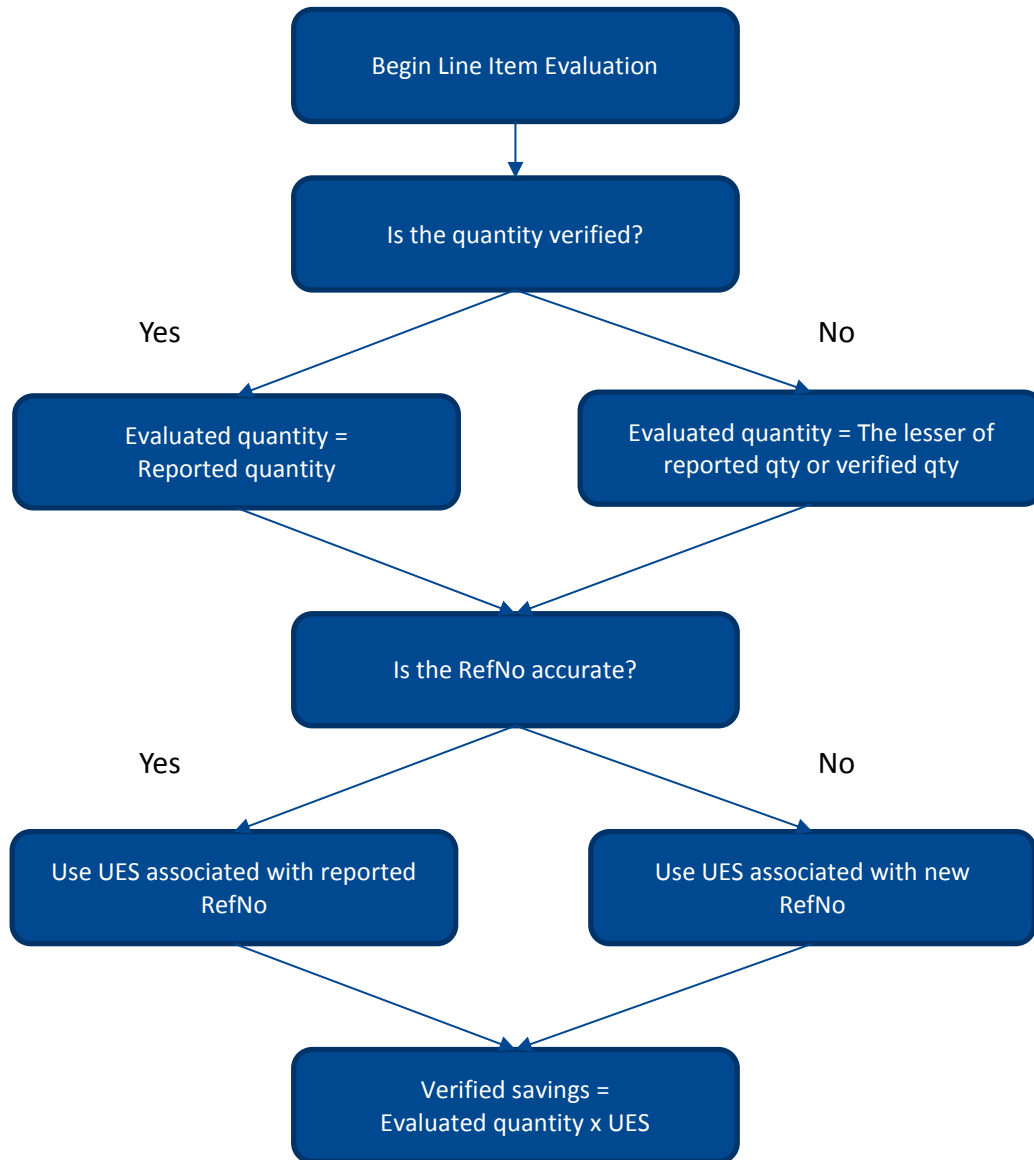 Begin Line Item Evaluation
Is the quantity verified?
Yes
No
Evaluated quantity =
Reported quantity
Evaluated quantity = The lesser of
reported qty or verified qty
Is the RefNo accurate?
Yes
No
Use UES associated with reported
RefNo
Use UES associated with new
RefNo
Verified savings =
Evaluated quantity x UES